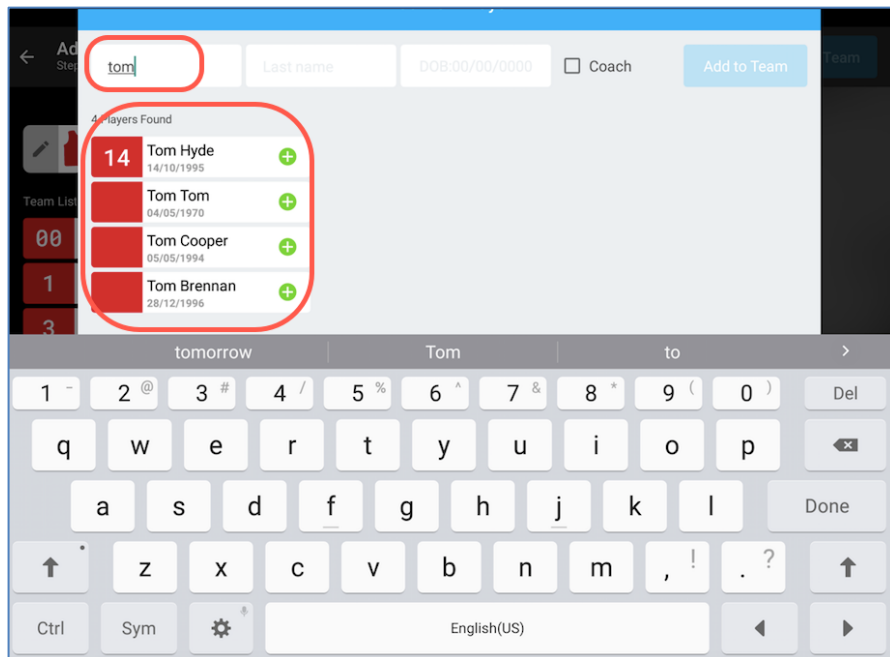 Ad
Step
Team
tom
Last name
DOB:00/00/0000
Coach
Add to Team
4 Players Found
14
Tom Hyde
14/10/1995
Tom Tom
04/05/1970
Tom Cooper
05/05/1994
Tom Brennan
28/12/1996
Team List
00
1
3
tomorrow Tom to >
1 - 2 @ 3 # 4 / 5 % 6 ^ 7 & 8 * 9 ( 0 ) Del
q w e r t y u i o p
a s d f g h j k l Done
z x c v b n m , ! . ?
Ctrl Sym English(US)